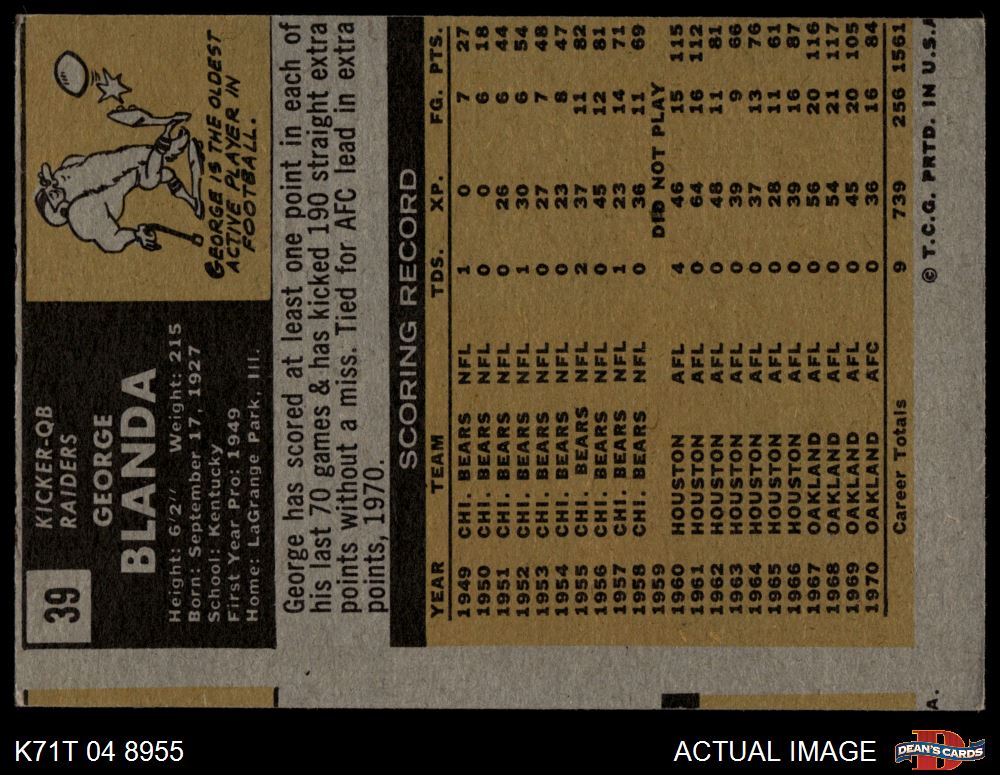 39
KICKER-QB
RAIDERS
GEORGE
BLANDA
Height: 6'2" Weight: 215
Born: September 17, 1927
School: Kentucky
First Year Pro: 1949
Home: LaGrange Park, Ill.
GEORGE IS THE OLDEST
ACTIVE PLAYER IN
FOOTBALL.
George has scored at least one point in each of
his last 70 games & has kicked 190 straight extra
points without a miss. Tied for AFC lead in extra
points, 1970.
SCORING RECORD
YEAR TEAM TDS. XP. FG. PTS.
1949 CHI. BEARS NFL 1 0 7 27
1950 CHI. BEARS NFL 0 0 6 18
1951 CHI. BEARS NFL 0 26 6 44
1952 CHI. BEARS NFL 1 30 6 54
1953 CHI. BEARS NFL 0 27 7 48
1954 CHI. BEARS NFL 0 23 8 47
1955 CHI. BEARS NFL 2 37 11 82
1956 CHI. BEARS NFL 0 45 12 81
1957 CHI. BEARS NFL 1 23 14 71
1958 CHI. BEARS NFL 0 36 11 69
1959 DID NOT PLAY
1960 HOUSTON AFL 4 46 15 115
1961 HOUSTON AFL 0 64 16 112
1962 HOUSTON AFL 0 48 11 81
1963 HOUSTON AFL 0 39 9 66
1964 HOUSTON AFL 0 37 13 76
1965 HOUSTON AFL 0 28 11 61
1966 HOUSTON AFL 0 39 16 87
1967 OAKLAND AFL 0 56 20 116
1968 OAKLAND AFL 0 54 21 117
1969 OAKLAND AFL 0 45 20 105
1970 OAKLAND AFC 0 36 16 84
Career Totals 9 739 256 1561
© T.C.G. PRTD. IN U.S.A
A.
K71T 04 8955
ACTUAL IMAGE
D
DEAN'S CARDS